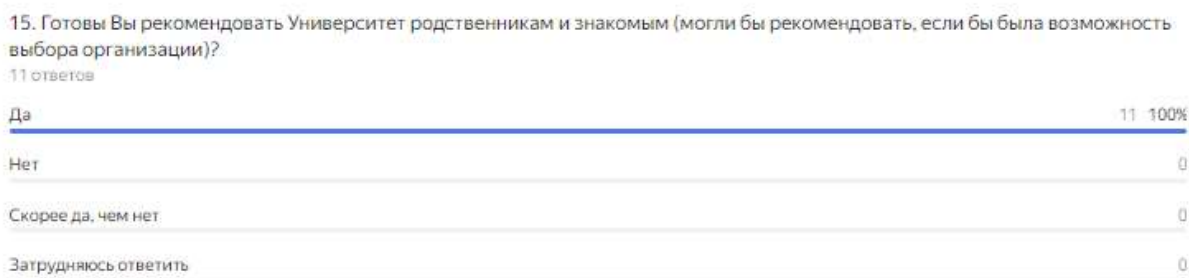 15. Готовы Вы рекомендовать Университет родственникам и знакомым (могли бы рекомендовать, если бы была возможность
выбора организации)?
11 ответов
Да 11 100%
Нет 0
Скорее да, чем нет 0
Затрудняюсь ответить 0